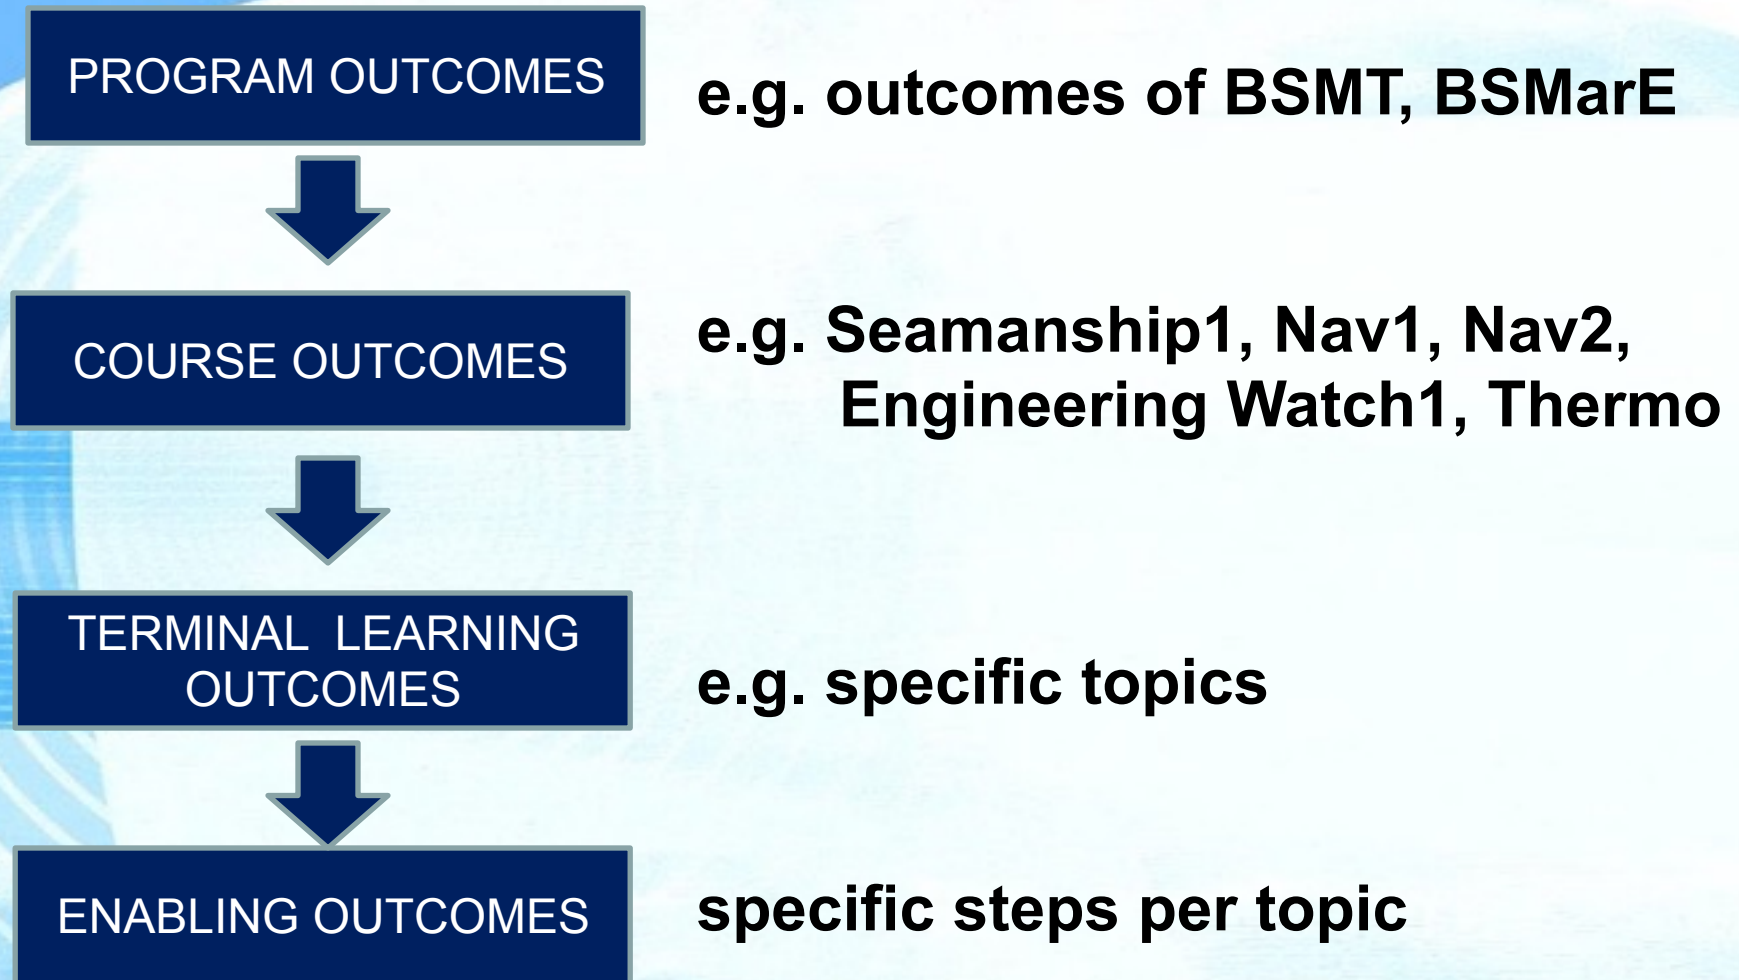 PROGRAM OUTCOMES
e.g. outcomes of BSMT, BSMarE
COURSE OUTCOMES
e.g. Seamanship1, Nav1, Nav2,
Engineering Watch1, Thermo
TERMINAL LEARNING
OUTCOMES
e.g. specific topics
ENABLING OUTCOMES
specific steps per topic